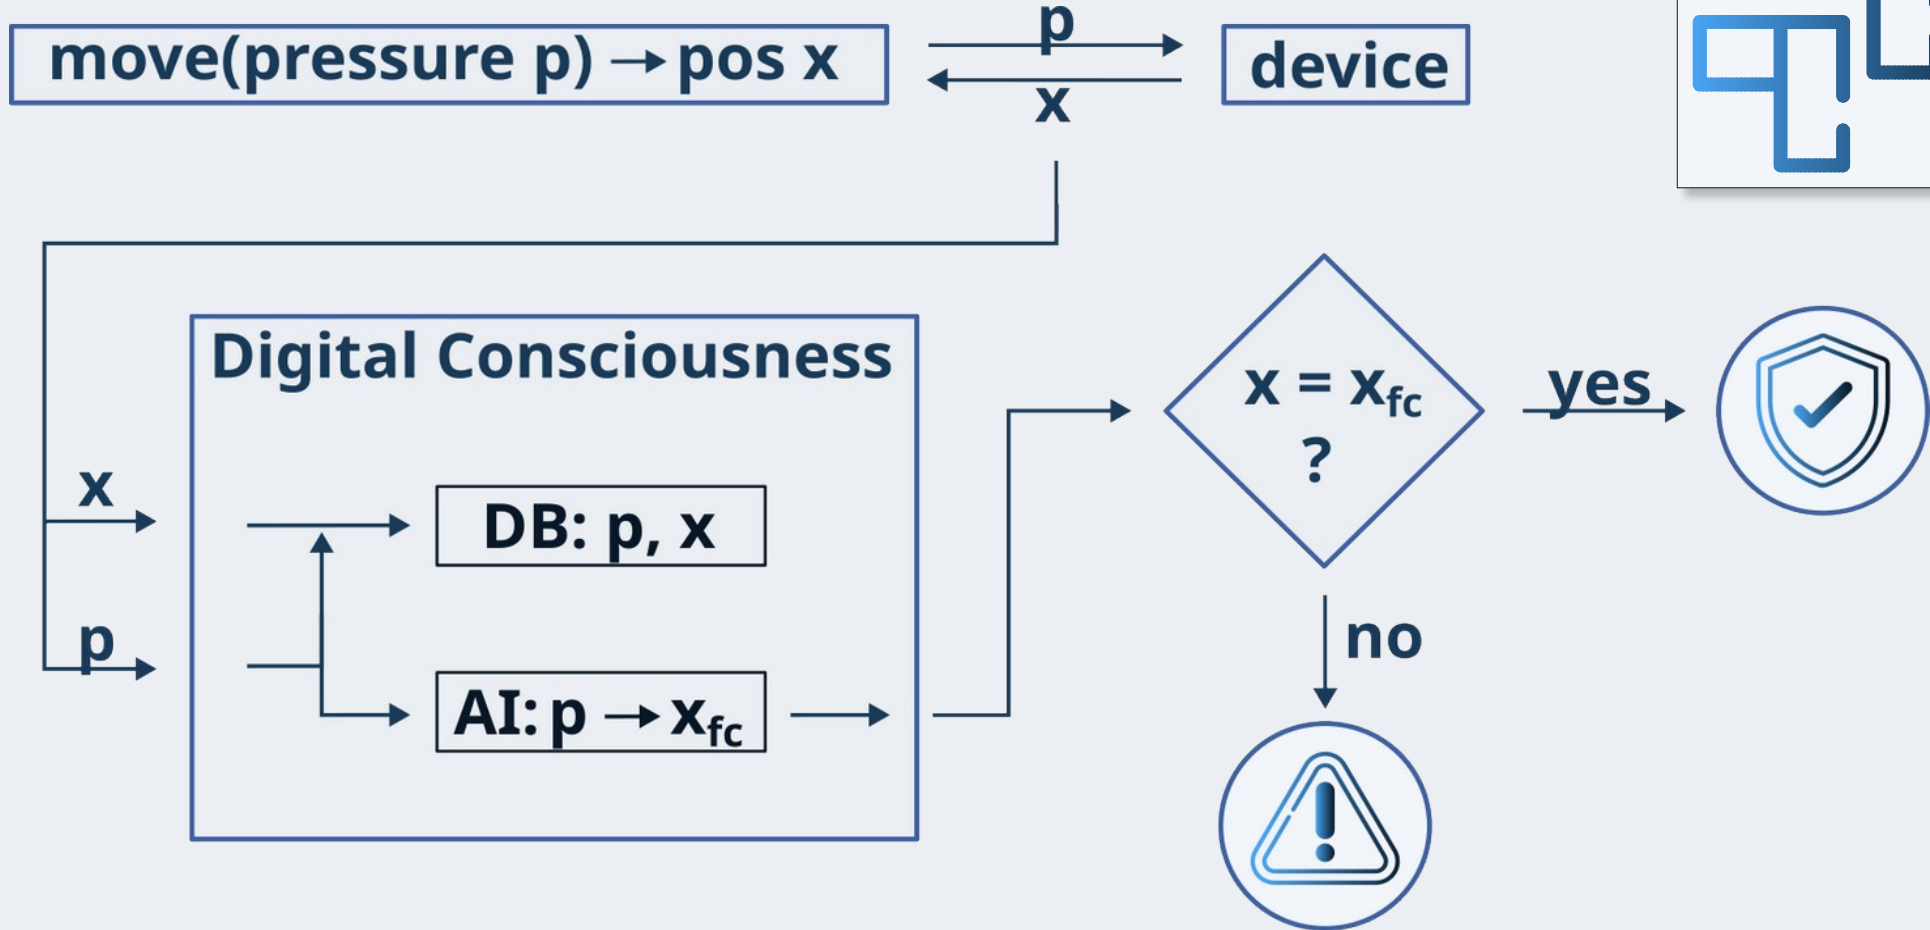 move(pressure p) → pos x
p
x
device
Digital Consciousness
x
p
DB: p, x
AI: p → xfc
x = xfc
?
yes
no